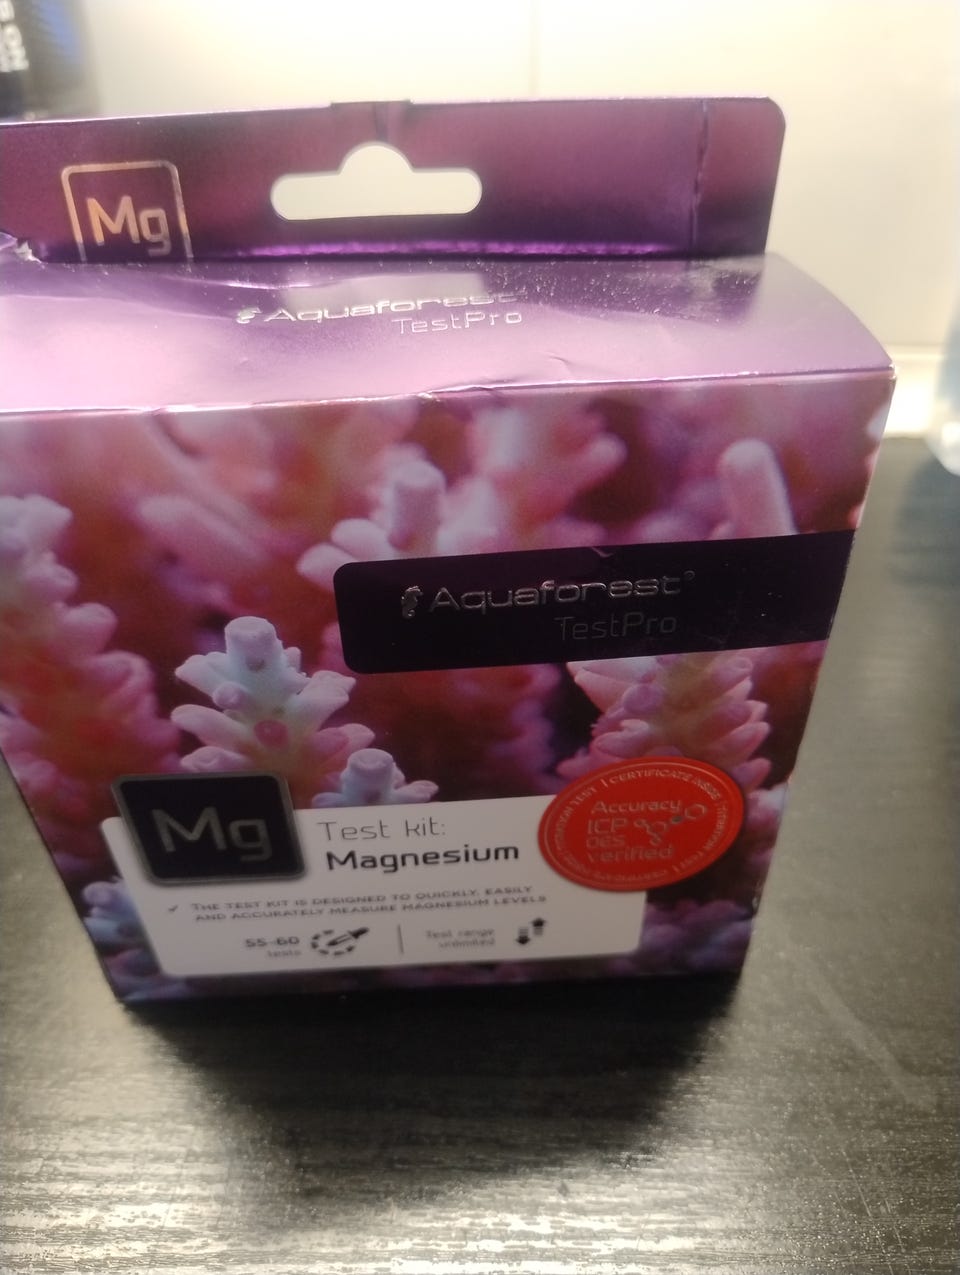 Mg
Aquaforest
TestPro
Aquaforest®
TestPro
Mg
Test kit:
Magnesium
THE TEST KIT IS DESIGNED TO QUICKLY, EASILY
AND ACCURATELY MEASURE MAGNESIUM LEVELS
55-60
tests
Test range
unlimited
CERTIFICATE INSIDE
Accuracy
ICP
OES
verified